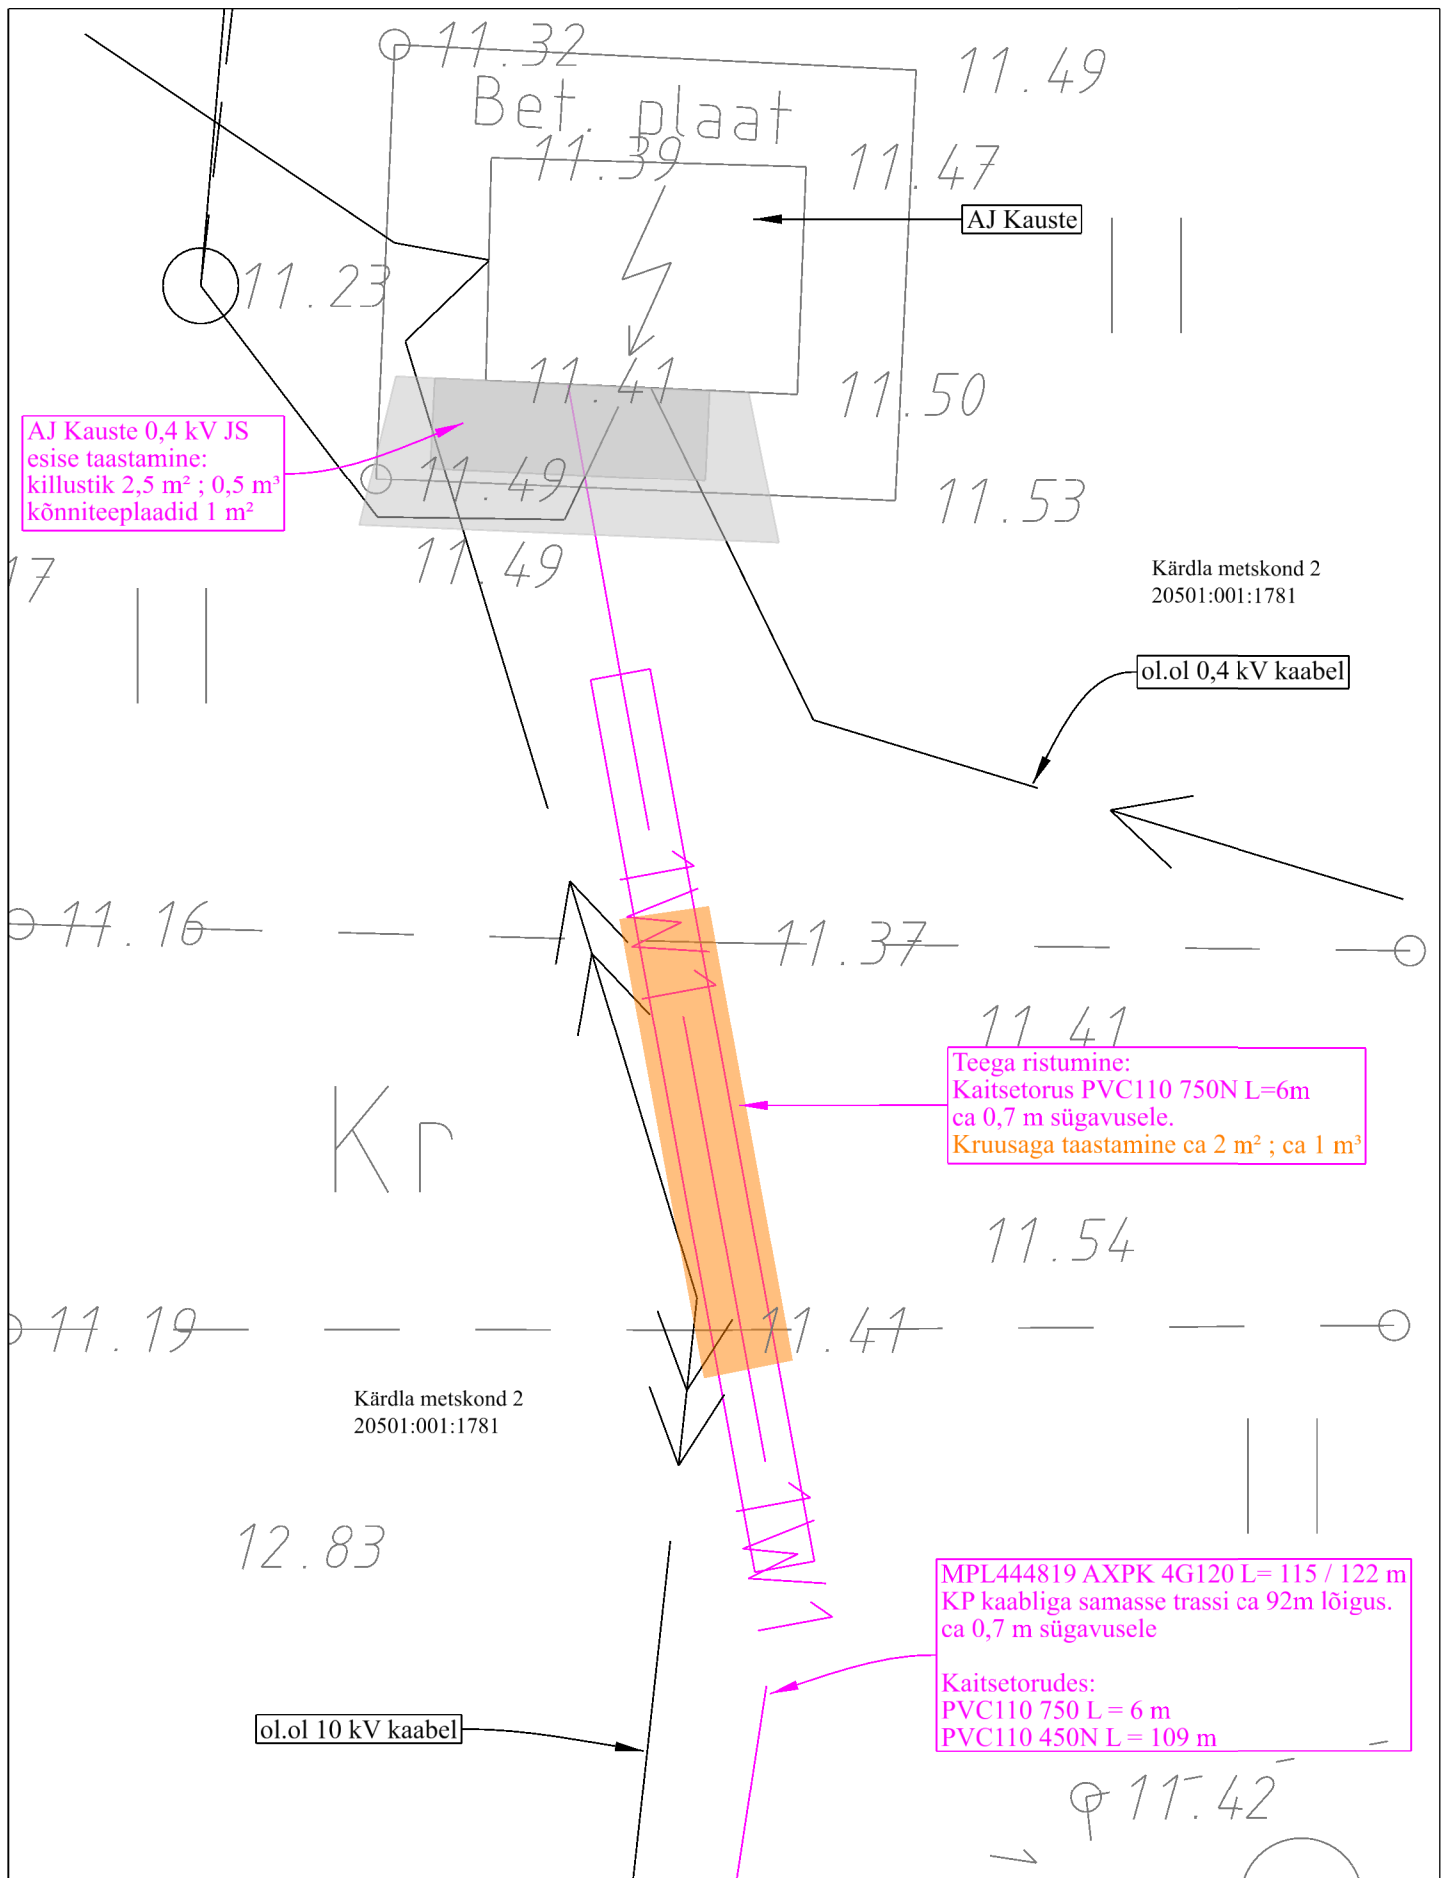 11.32
11.49
Bet. plaat
11.39
11.47
AJ Kauste
11.23
11.41
11.50
AJ Kauste 0,4 kV JS
esise taastamine:
killustik 2,5 m² ; 0,5 m³
kõnniteeplaadid 1 m²
11.49
11.53
11.49
17
Kärdla metskond 2
20501:001:1781
ol.ol 0,4 kV kaabel
11.16
11.37
11.41
Teega ristumine:
Kaitsetorus PVC110 750N L=6m
ca 0,7 m sügavusele.
Kruusaga taastamine ca 2 m² ; ca 1 m³
Kr
11.54
11.19
11.41
Kärdla metskond 2
20501:001:1781
12.83
MPL444819 AXPK 4G120 L= 115 / 122 m
KP kaabliga samasse trassi ca 92m lõigus.
ca 0,7 m sügavusele
Kaitsetorudes:
PVC110 750 L = 6 m
PVC110 450N L = 109 m
ol.ol 10 kV kaabel
11.42